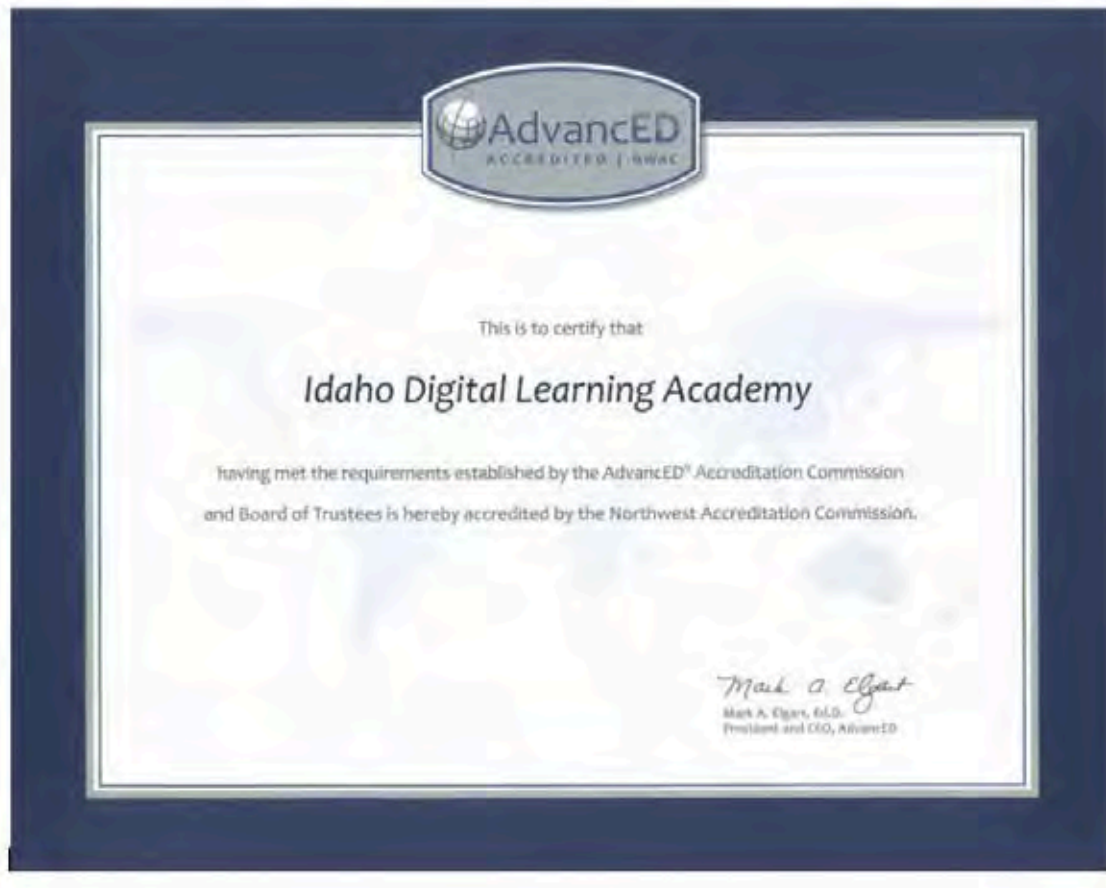 AdvancED
ACCREDITED | NWAC
This is to certify that
Idaho Digital Learning Academy
having met the requirements established by the AdvancED® Accreditation Commission
and Board of Trustees is hereby accredited by the Northwest Accreditation Commission.
Mark A. Elgart
Mark A. Elgart, Ed.D.
President and CEO, AdvancED